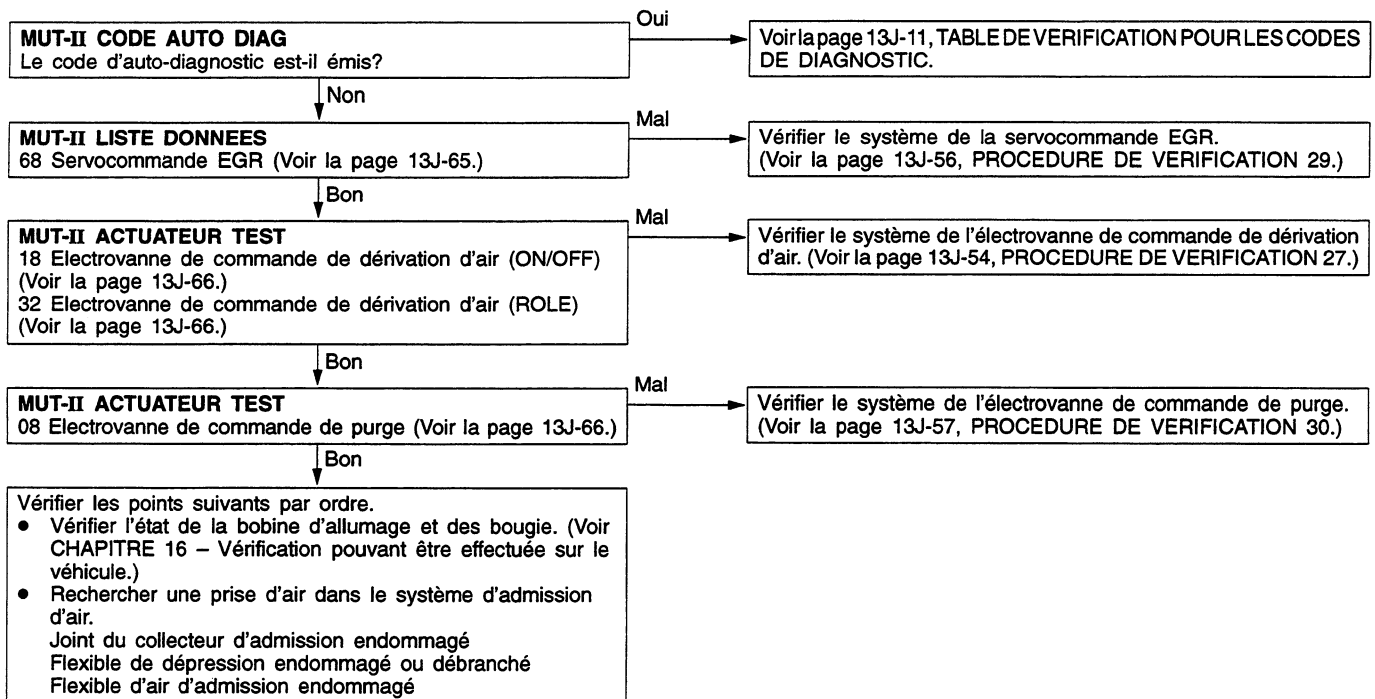 MUT-II CODE AUTO DIAG
Le code d'auto-diagnostic est-il émis?
Oui
Voir la page 13J-11, TABLE DE VERIFICATION POUR LES CODES
DE DIAGNOSTIC.
Non
MUT-II LISTE DONNEES
68 Servocommande EGR (Voir la page 13J-65.)
Mal
Vérifier le système de la servocommande EGR.
(Voir la page 13J-56, PROCEDURE DE VERIFICATION 29.)
Bon
MUT-II ACTUATEUR TEST
18 Electrovanne de commande de dérivation d'air (ON/OFF)
(Voir la page 13J-66.)
32 Electrovanne de commande de dérivation d'air (ROLE)
(Voir la page 13J-66.)
Mal
Vérifier le système de l'électrovanne de commande de dérivation
d'air. (Voir la page 13J-54, PROCEDURE DE VERIFICATION 27.)
Bon
MUT-II ACTUATEUR TEST
08 Electrovanne de commande de purge (Voir la page 13J-66.)
Mal
Vérifier le système de l'électrovanne de commande de purge.
(Voir la page 13J-57, PROCEDURE DE VERIFICATION 30.)
Bon
Vérifier les points suivants par ordre.
● Vérifier l'état de la bobine d'allumage et des bougie. (Voir
CHAPITRE 16 – Vérification pouvant être effectuée sur le
véhicule.)
● Rechercher une prise d'air dans le système d'admission
d'air.
Joint du collecteur d'admission endommagé
Flexible de dépression endommagé ou débranché
Flexible d'air d'admission endommagé